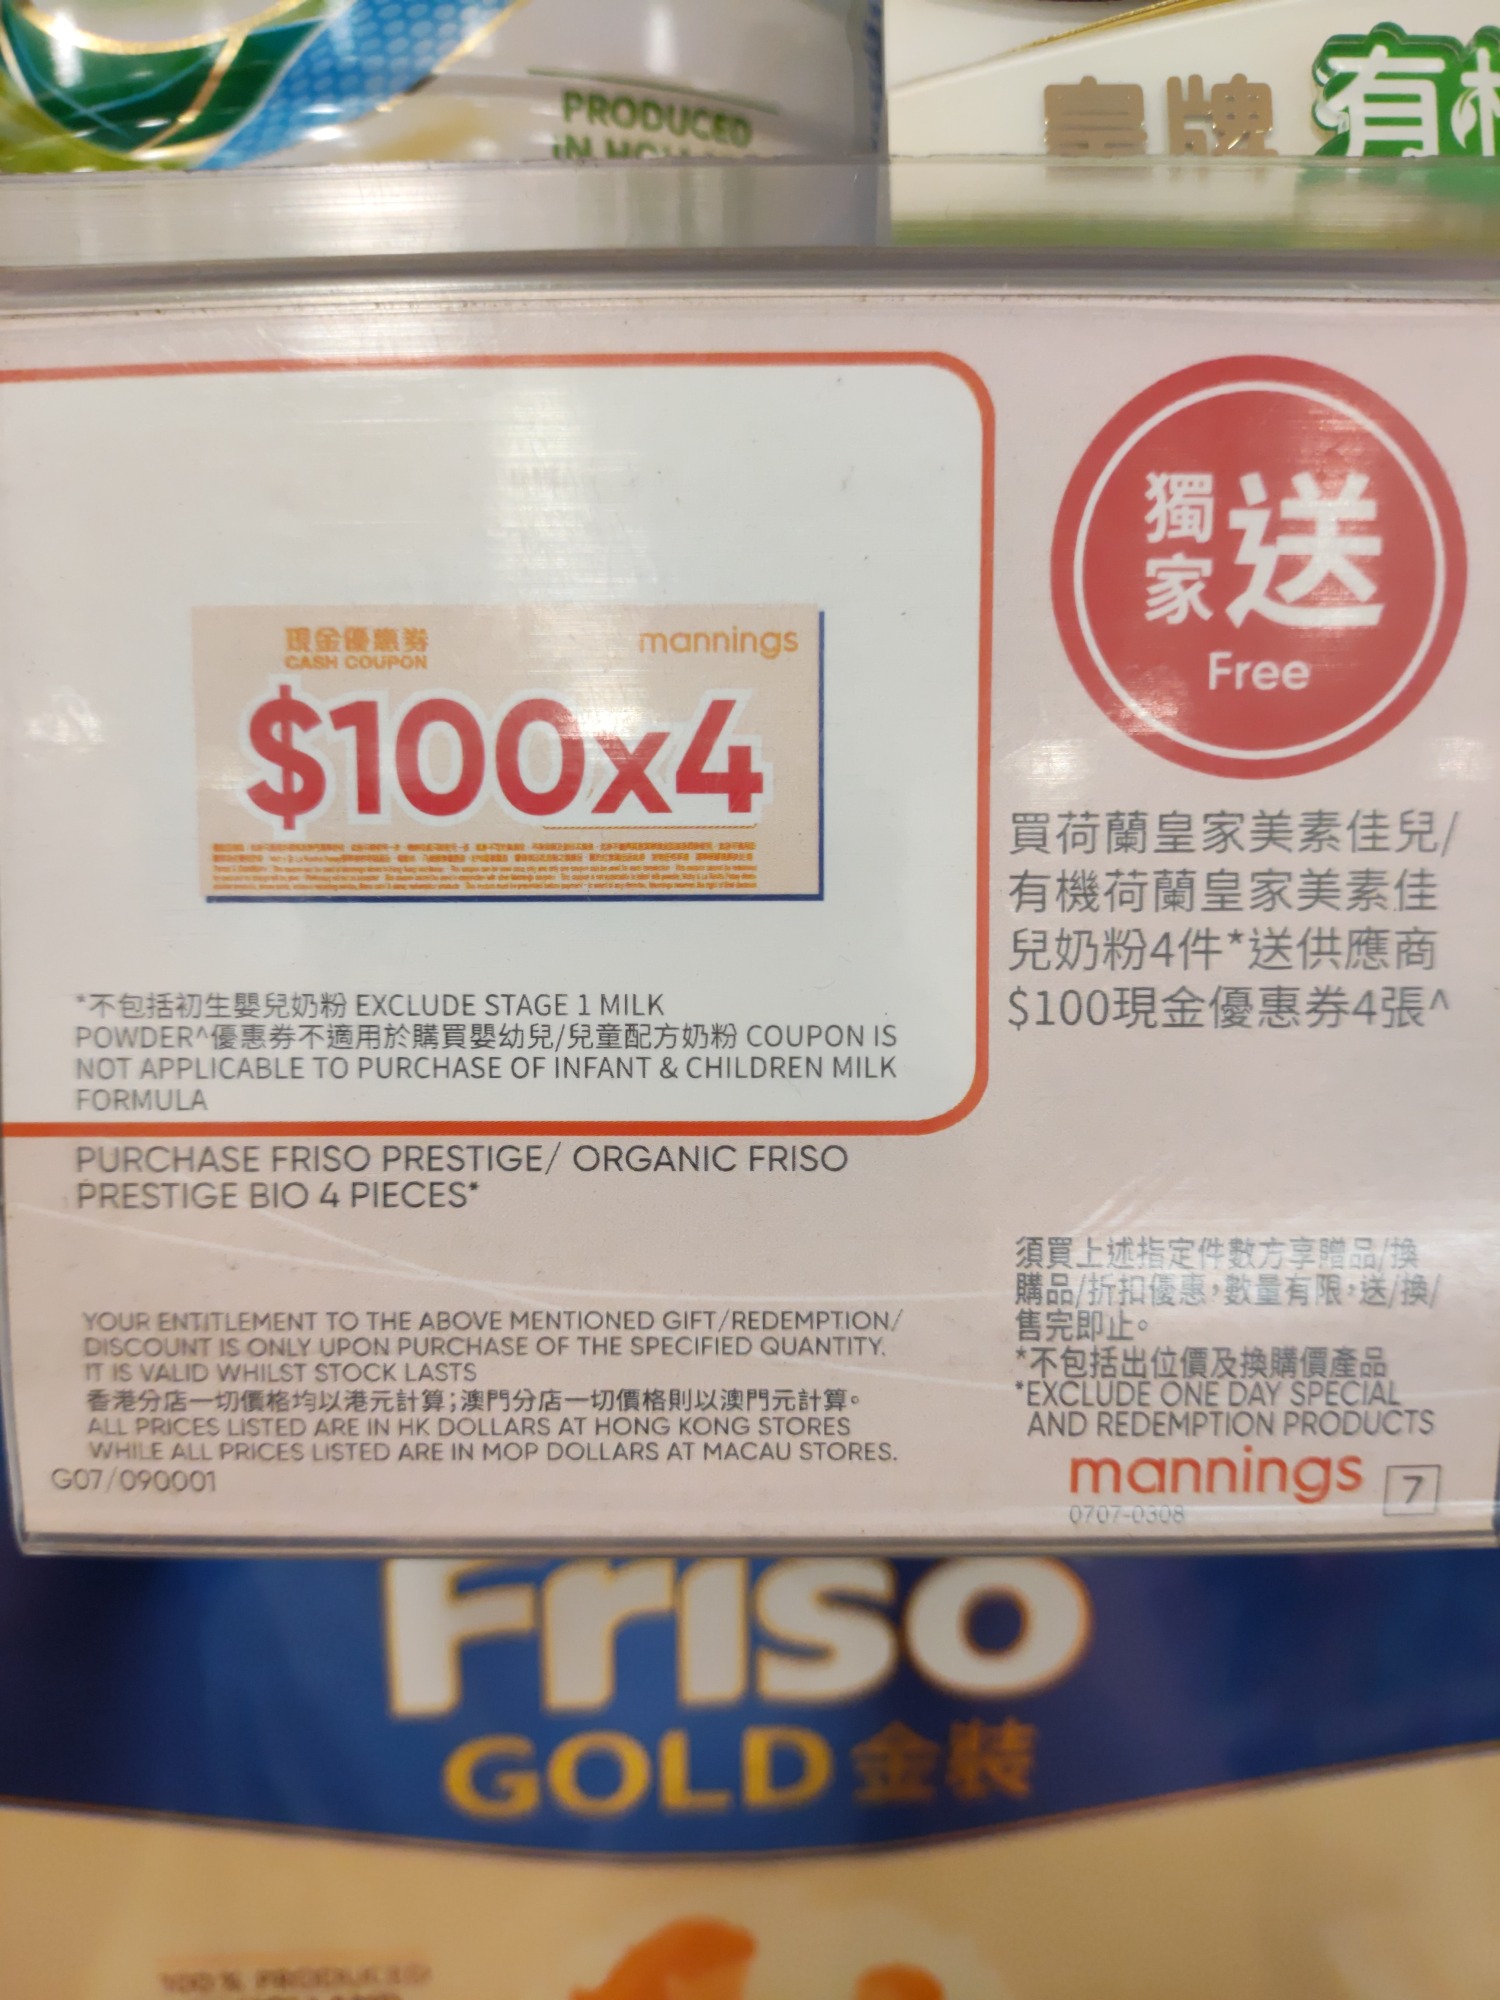 PRODUCED
皇牌 有
獨家送
Free
現金優惠券 mannings
CASH COUPON
$100x4
買荷蘭皇家美素佳兒/
有機荷蘭皇家美素佳
兒奶粉4件*送供應商
$100現金優惠券4張^
*不包括初生嬰兒奶粉 EXCLUDE STAGE 1 MILK
POWDER^優惠券不適用於購買嬰幼兒/兒童配方奶粉 COUPON IS
NOT APPLICABLE TO PURCHASE OF INFANT & CHILDREN MILK
FORMULA
PURCHASE FRISO PRESTIGE/ ORGANIC FRISO
PRESTIGE BIO 4 PIECES*
須買上述指定件數方享贈品/換
購品/折扣優惠,數量有限,送/換/
售完即止。
*不包括出位價及換購價產品
*EXCLUDE ONE DAY SPECIAL
AND REDEMPTION PRODUCTS
YOUR ENTITLEMENT TO THE ABOVE MENTIONED GIFT/REDEMPTION/
DISCOUNT IS ONLY UPON PURCHASE OF THE SPECIFIED QUANTITY.
IT IS VALID WHILST STOCK LASTS
香港分店一切價格均以港元計算;澳門分店一切價格則以澳門元計算。
ALL PRICES LISTED ARE IN HK DOLLARS AT HONG KONG STORES
WHILE ALL PRICES LISTED ARE IN MOP DOLLARS AT MACAU STORES.
G07/090001
mannings 7
0707-0308
Friso
GOLD 金裝
100% PRODUCED